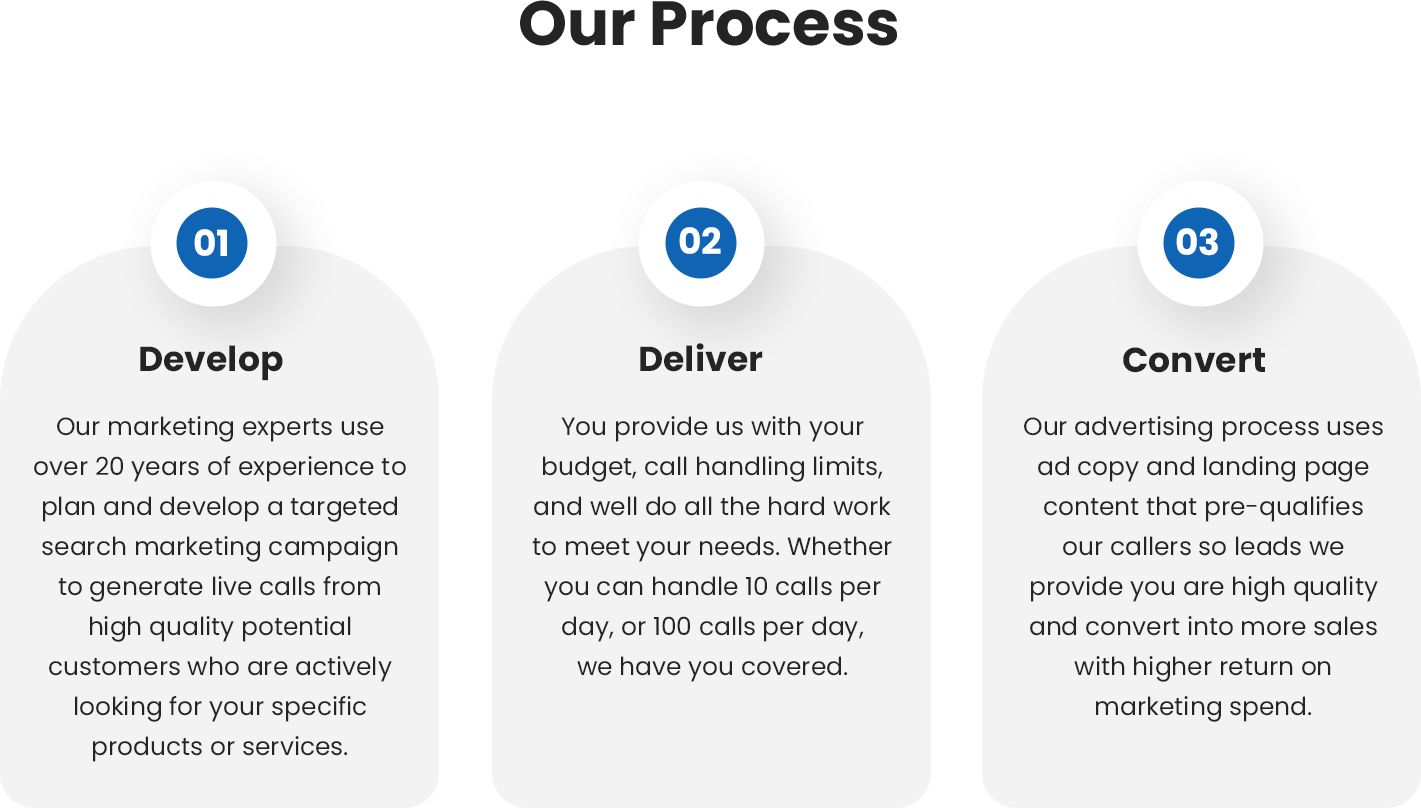 Our Process
01
Develop
Our marketing experts use
over 20 years of experience to
plan and develop a targeted
search marketing campaign
to generate live calls from
high quality potential
customers who are actively
looking for your specific
products or services.
02
Deliver
You provide us with your
budget, call handling limits,
and well do all the hard work
to meet your needs. Whether
you can handle 10 calls per
day, or 100 calls per day,
we have you covered.
03
Convert
Our advertising process uses
ad copy and landing page
content that pre-qualifies
our callers so leads we
provide you are high quality
and convert into more sales
with higher return on
marketing spend.